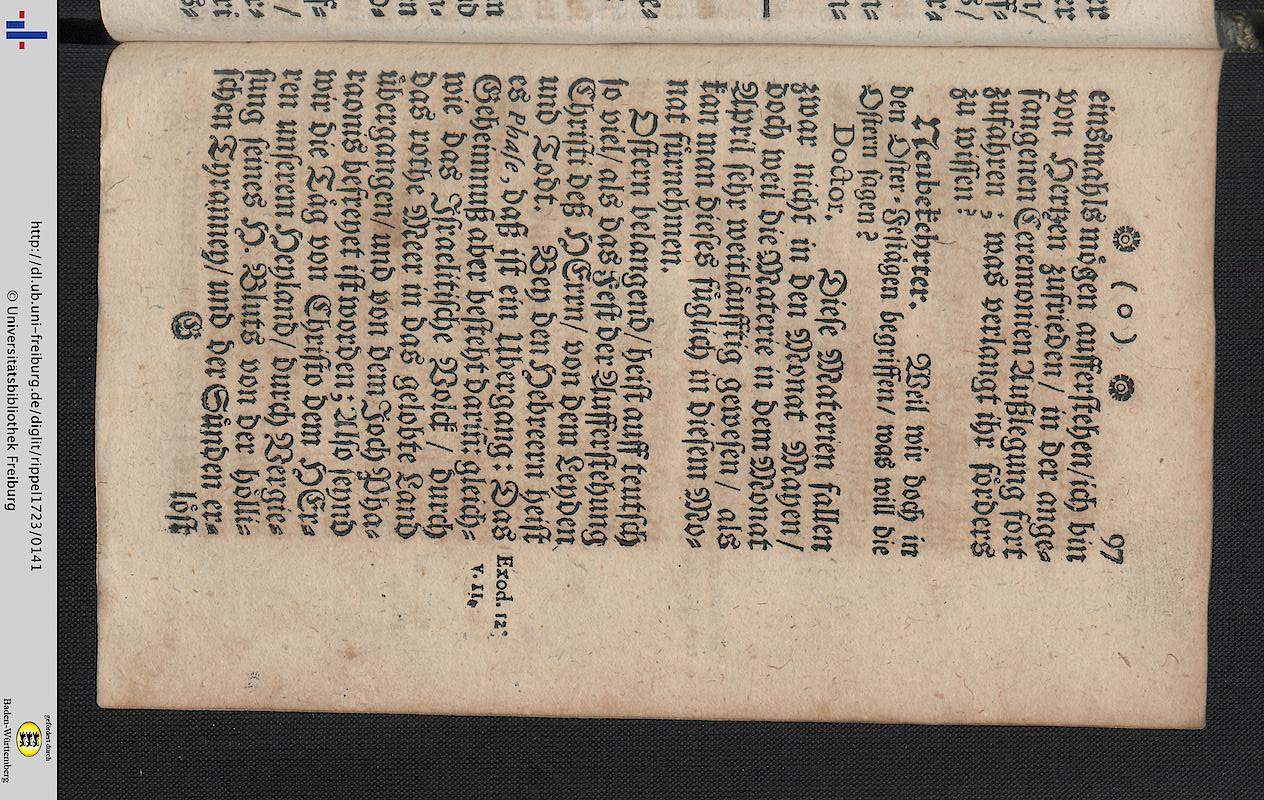 ( o ) 97
einsmahls mögen aufferstehen/ ich bin
von Hertzen zufrieden/ in der ange-
fangenen Ceremonien Außlegung fort
zufahren; was verlangt ihr förders
zu wissen?
Neubekehrter. Weil wir doch in
den Oster-Festägen begriffen/ was will die
Ostern sagen?
Doctor. Diese Materien fallen
zwar nicht in den Monat Mayen/
doch weil die Materie in dem Monat
April sehr weitläuffig gewesen/ als
kan man dieses füglich in diesem Mo-
nat fürnehmen.
Ostern belangend/ heist auff teutsch
so viel/ als das Fest der Aufferstehung
Christi deß HErrn/ von dem Leyden
und Todt. Bey den Hebreern heist
es Phase, daß ist ein Ubergang: Das
Geheimnuß aber bestehet darin: gleich-
wie das Israelitische Volck/ durch
das rothe Meer in das gelobte Land
übergangen/ und von dem Joch Pha-
raonis befreyet ist worden; Also seynd
wir die Täg von Christo dem HEr-
ren unserem Heyland/ durch Vergies-
sung seines H. Bluts von der hölli-
schen Tyranney/ und der Sünden er-
G löst
Exod. 12.
v. 11.
http://dl.ub.uni-freiburg.de/diglit/rippel1723/0141
© Universitätsbibliothek Freiburg
gefördert durch
Baden-Württemberg